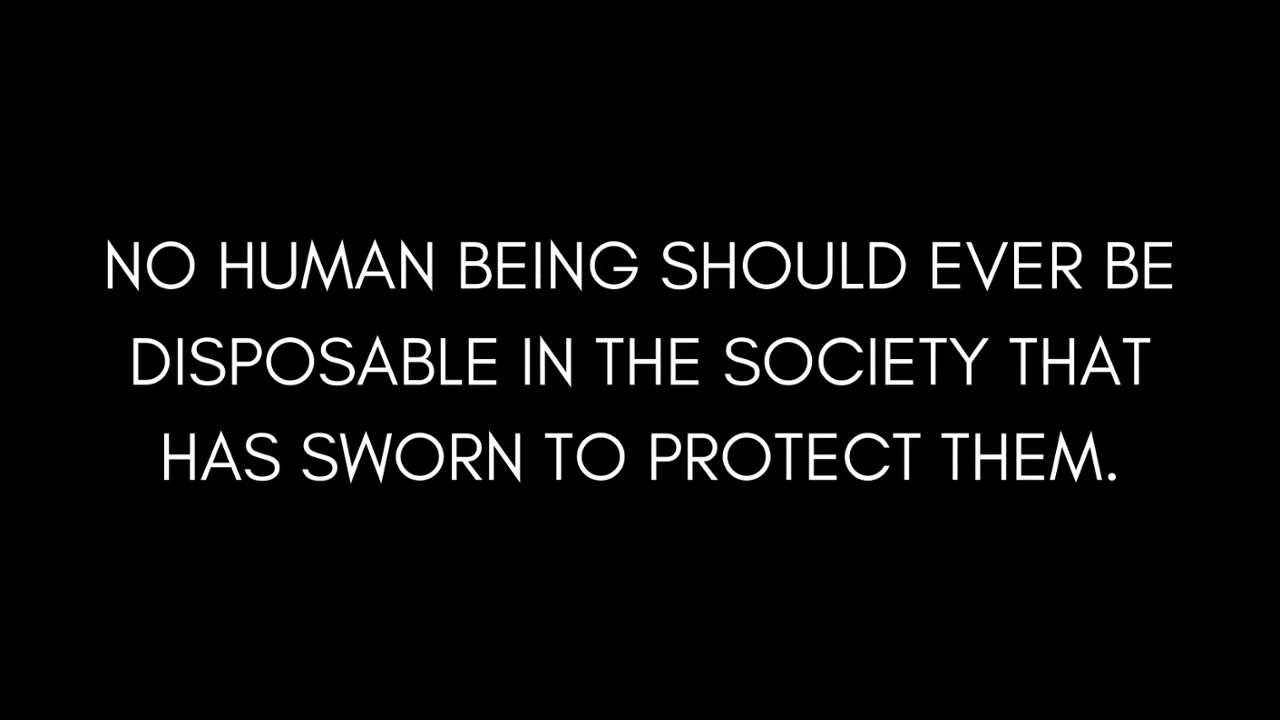 NO HUMAN BEING SHOULD EVER BE
DISPOSABLE IN THE SOCIETY THAT
HAS SWORN TO PROTECT THEM.